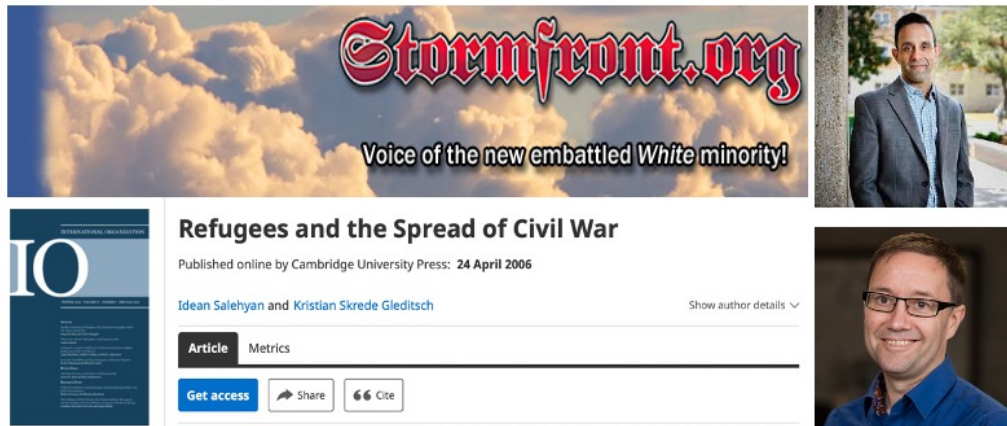 Stormfront.org
Voice of the new embattled White minority!
INTERNATIONAL ORGANIZATION
IO
Refugees and the Spread of Civil War
Published online by Cambridge University Press: 24 April 2006
Idean Salehyan and Kristian Skrede Gleditsch
Show author details
Article
Metrics
Get access
Share
Cite